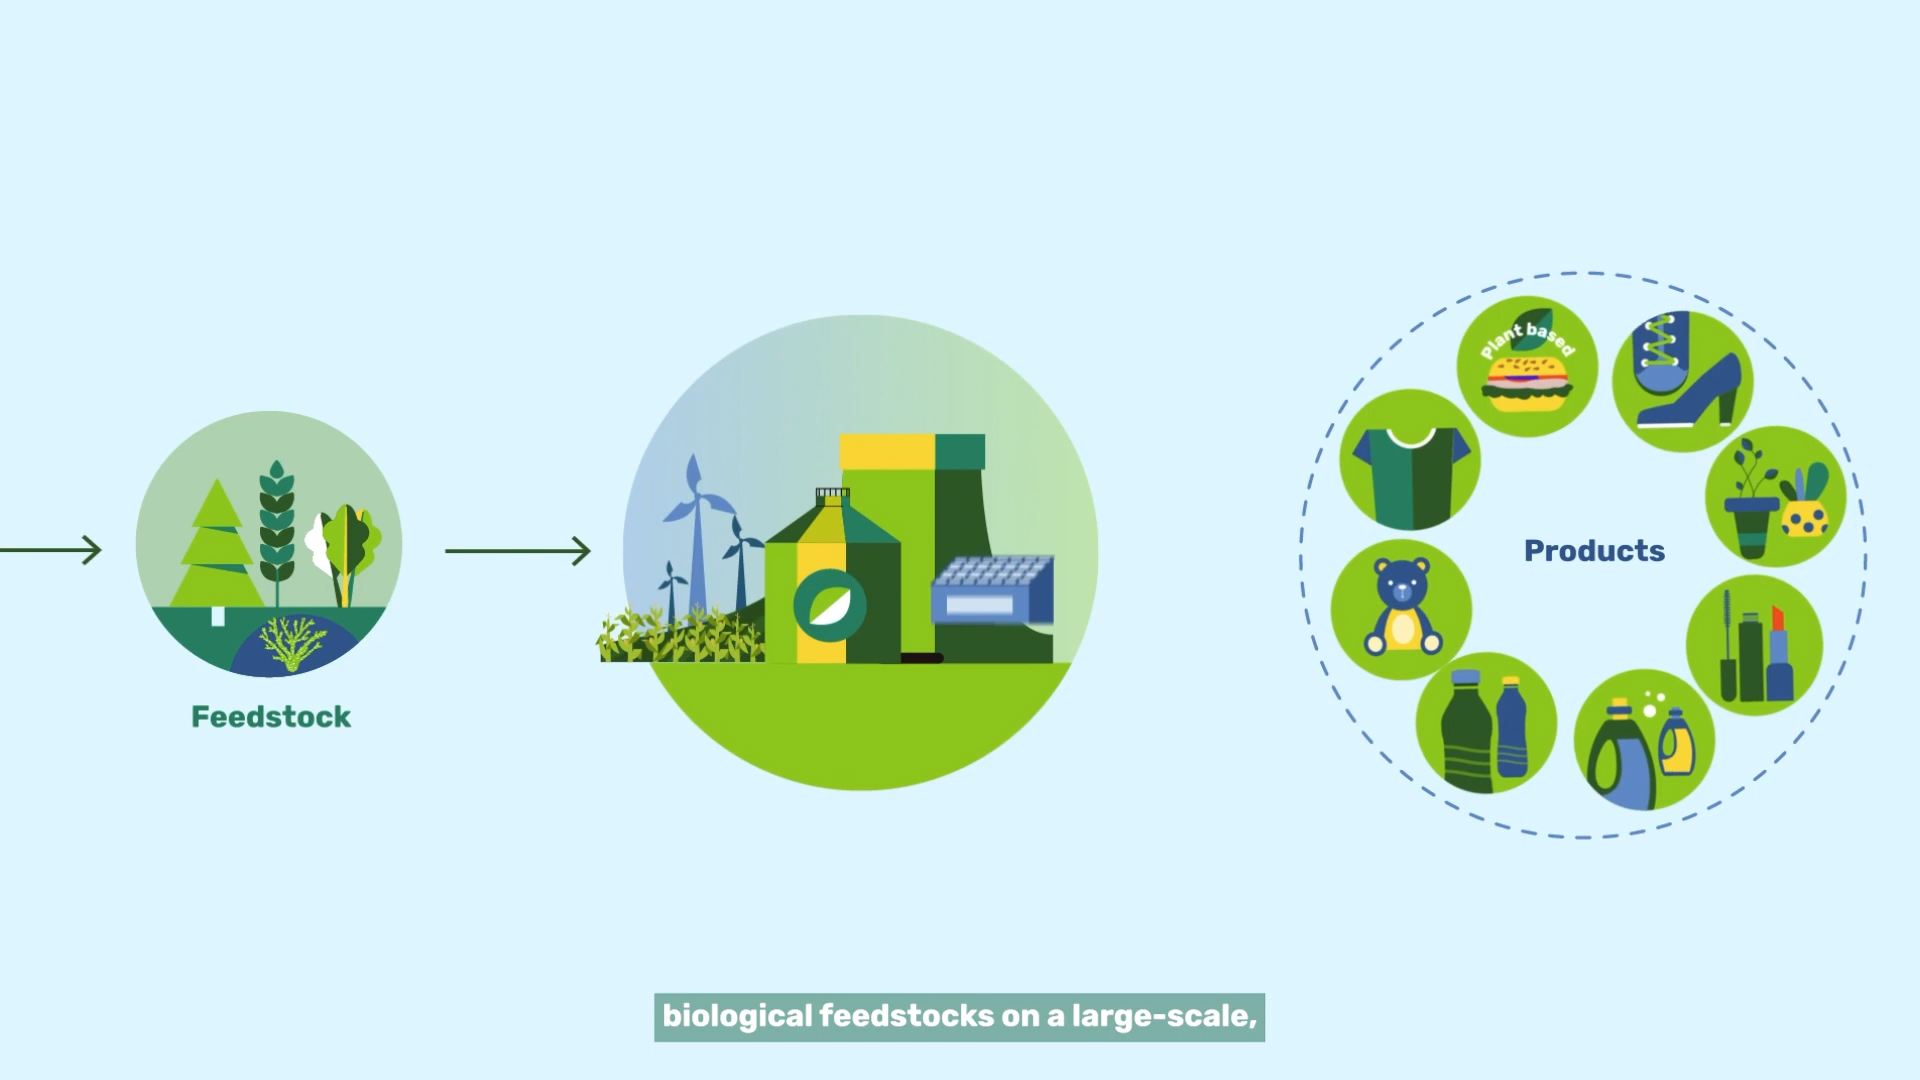 Plant based
Products
Feedstock
biological feedstocks on a large-scale,